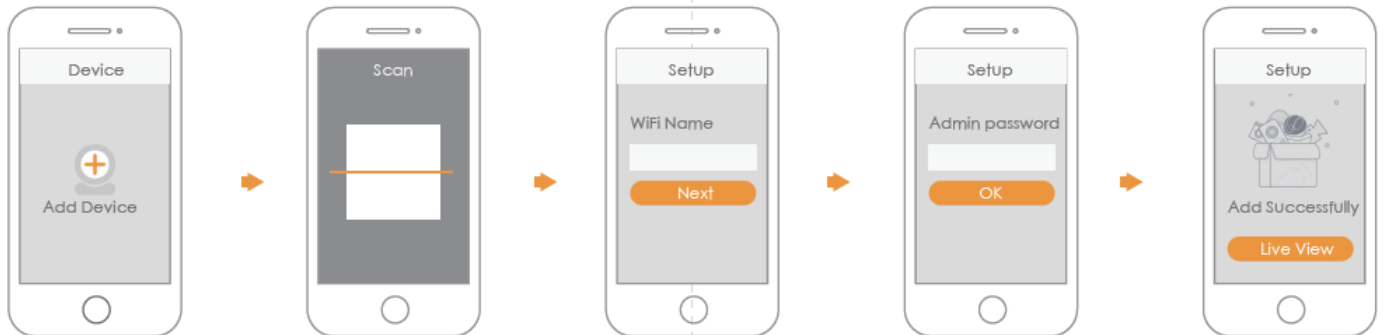 Device
Add Device
Scan
Setup
WiFi Name
Next
Setup
Admin password
OK
Setup
Add Successfully
Live View